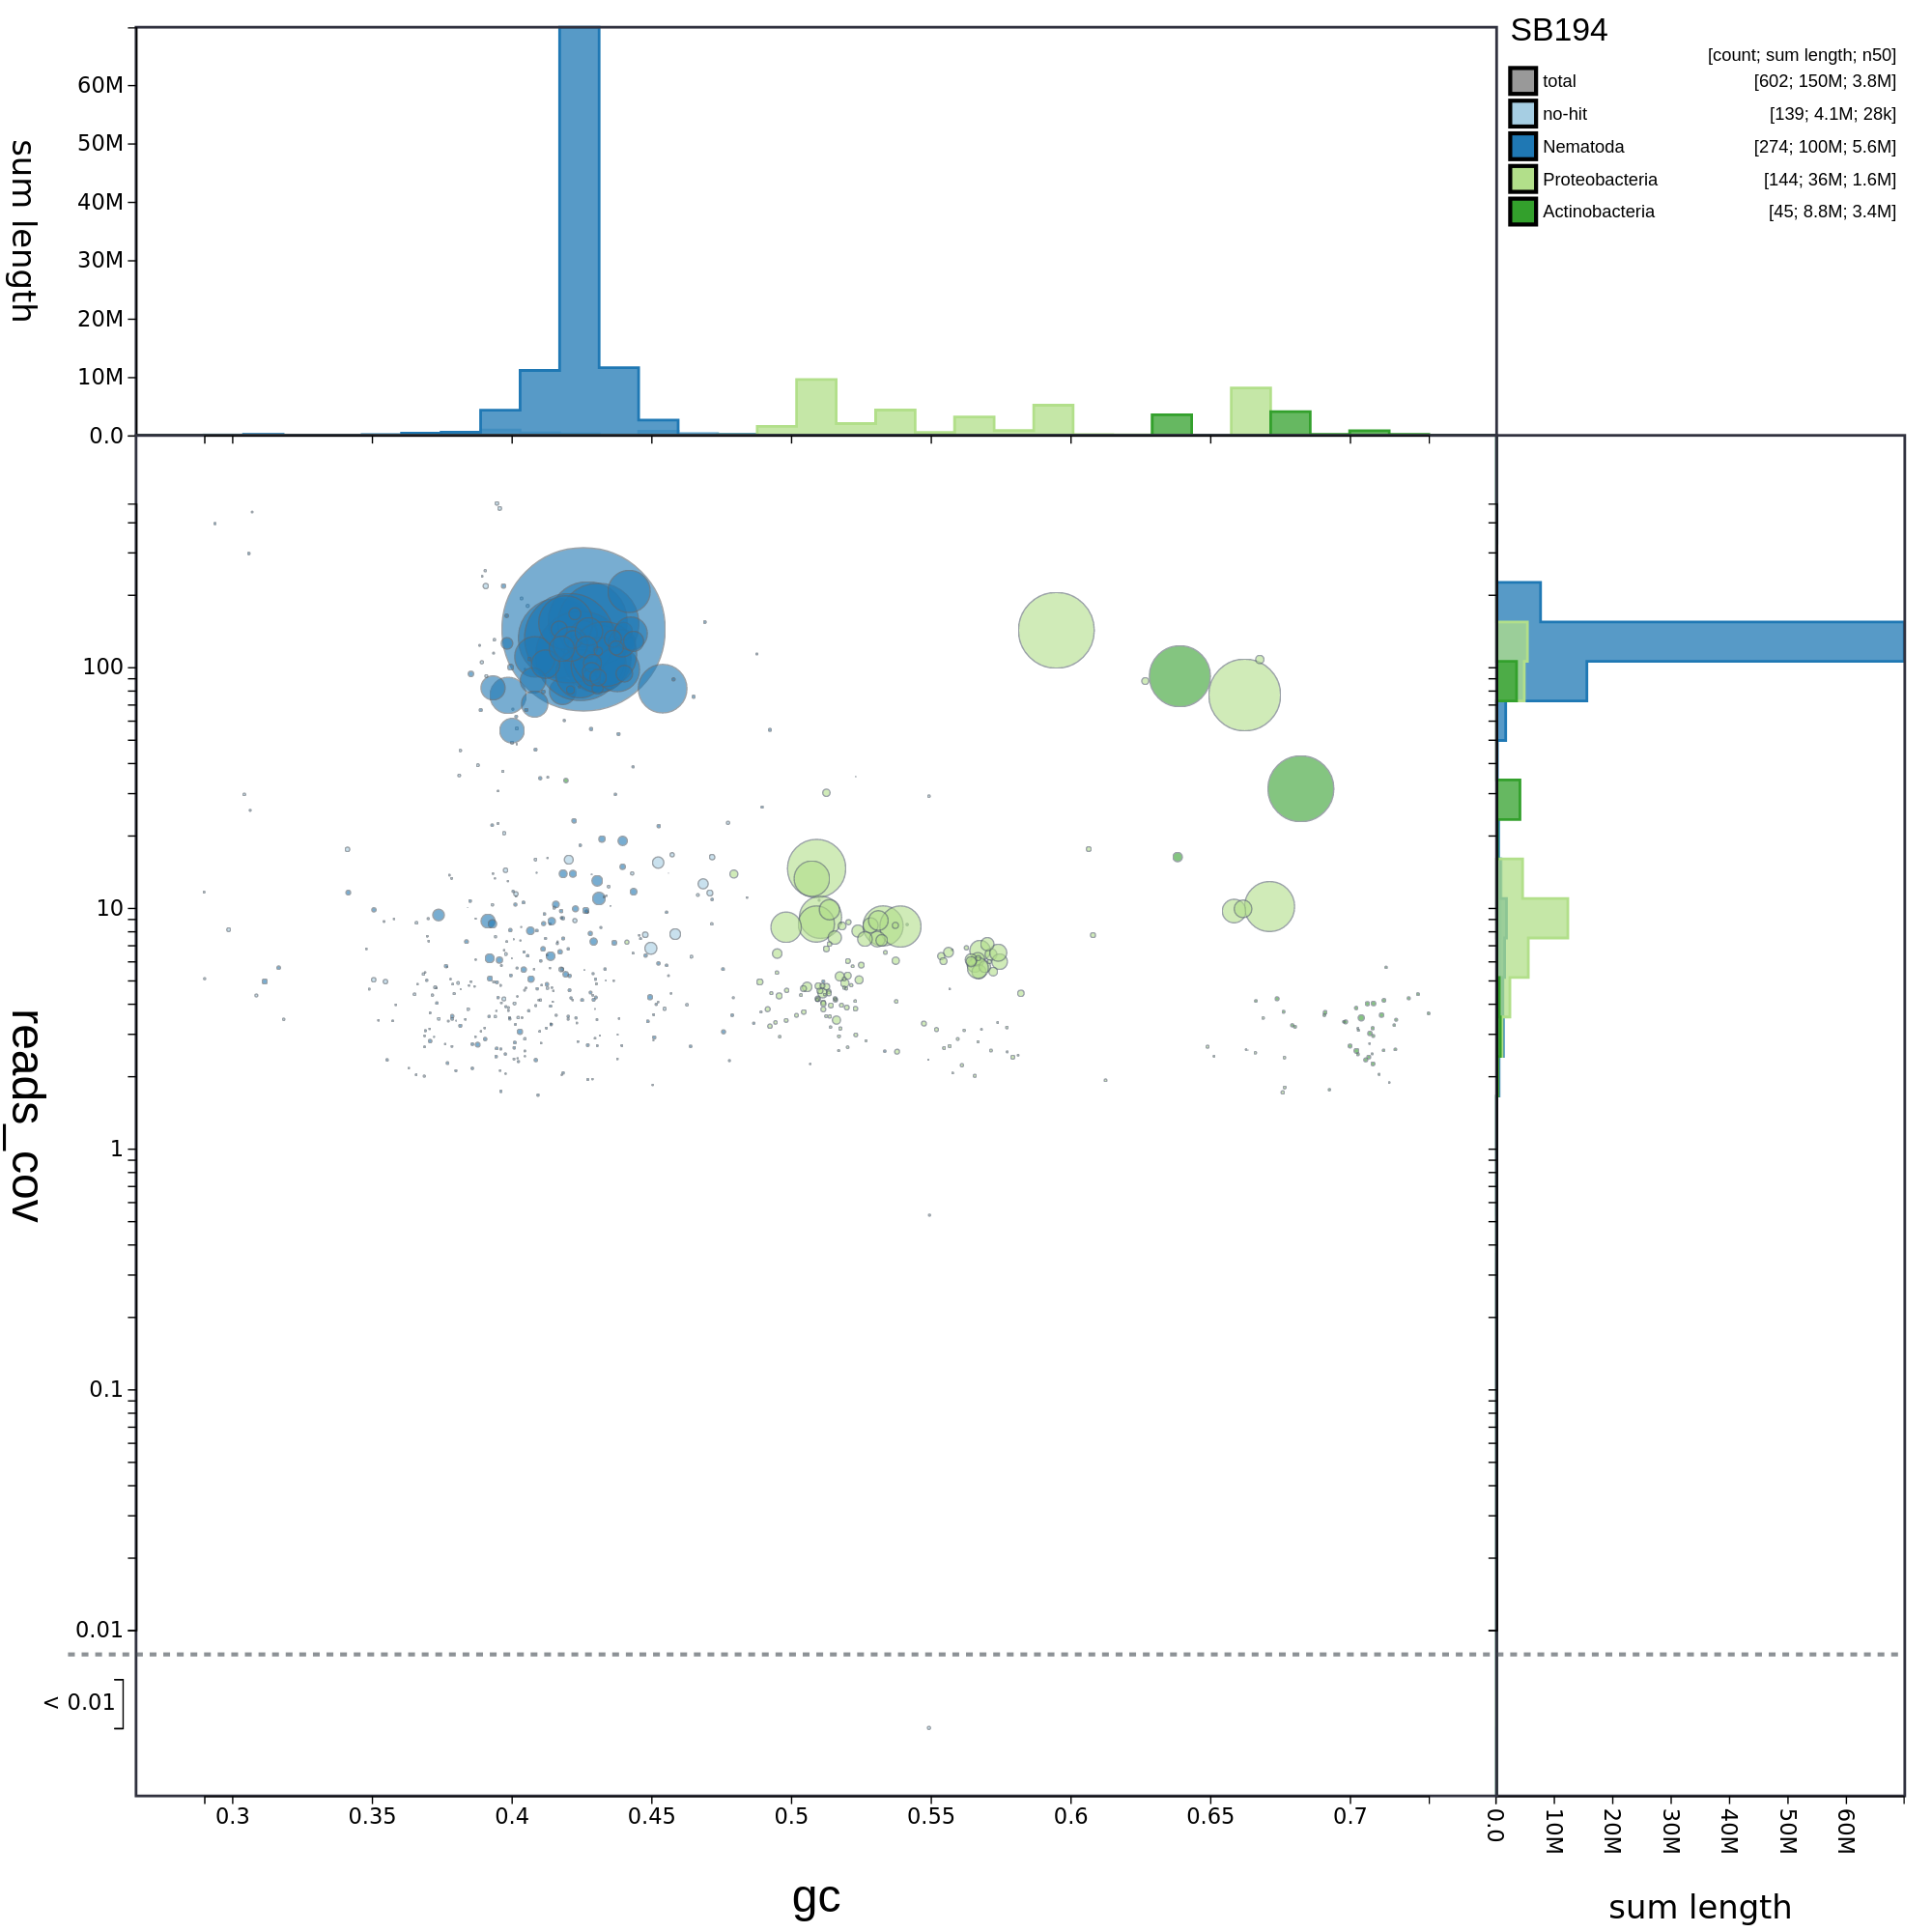 SB194
[count; sum length; n50]
total [602; 150M; 3.8M]
no-hit [139; 4.1M; 28k]
Nematoda [274; 100M; 5.6M]
Proteobacteria [144; 36M; 1.6M]
Actinobacteria [45; 8.8M; 3.4M]
sum length
60M
50M
40M
30M
20M
10M
0.0
reads_cov
100
10
1
0.1
0.01
< 0.01
0.3 0.35 0.4 0.45 0.5 0.55 0.6 0.65 0.7
gc
0.0 10M 20M 30M 40M 50M 60M
sum length